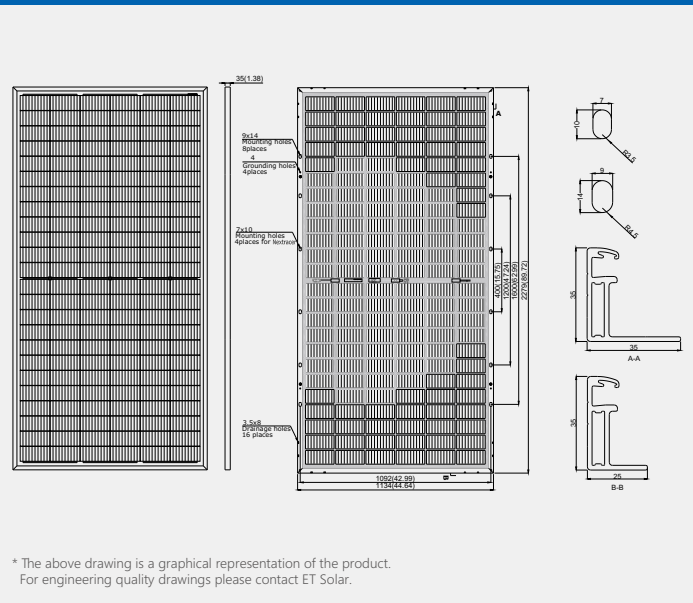 35(1.38)
9x14
Mounting holes
8places
4
Grounding holes
4places
7x10
Mounting holes
4places for Nextracer
3.5x8
Drainage holes
16 places
A
B
400(15.75)
1200(47.24)
1600(62.99)
2279(89.72)
1092(42.99)
1134(44.64)
7
10
R3.5
9
14
R4.5
35
35
A-A
35
25
B-B
* The above drawing is a graphical representation of the product.
For engineering quality drawings please contact ET Solar.